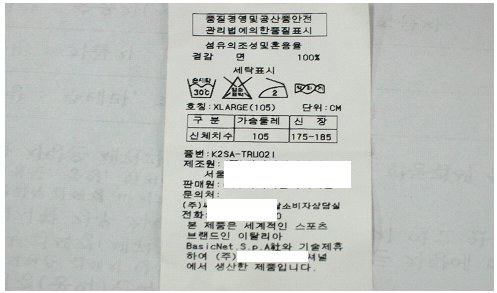 품질경영및공산품안전
관리법에의한품질표시
섬유의조성및혼용율
겉감 면 100%
세탁표시
30℃ 2
호칭:XLARGE(105) 단위:CM
구 분 가슴둘레 신 장
신체치수 105 175-185
품번:K2SA-TRU021
제조원:
서울
판매원:
문의처:
(주) 소비자상담실
전화: 0
본 제품은 세계적인 스포츠
브랜드인 이탈리아
BasicNet.S.p.A社와 기술제휴
하여 (주) 셔널
에서 생산한 제품입니다.